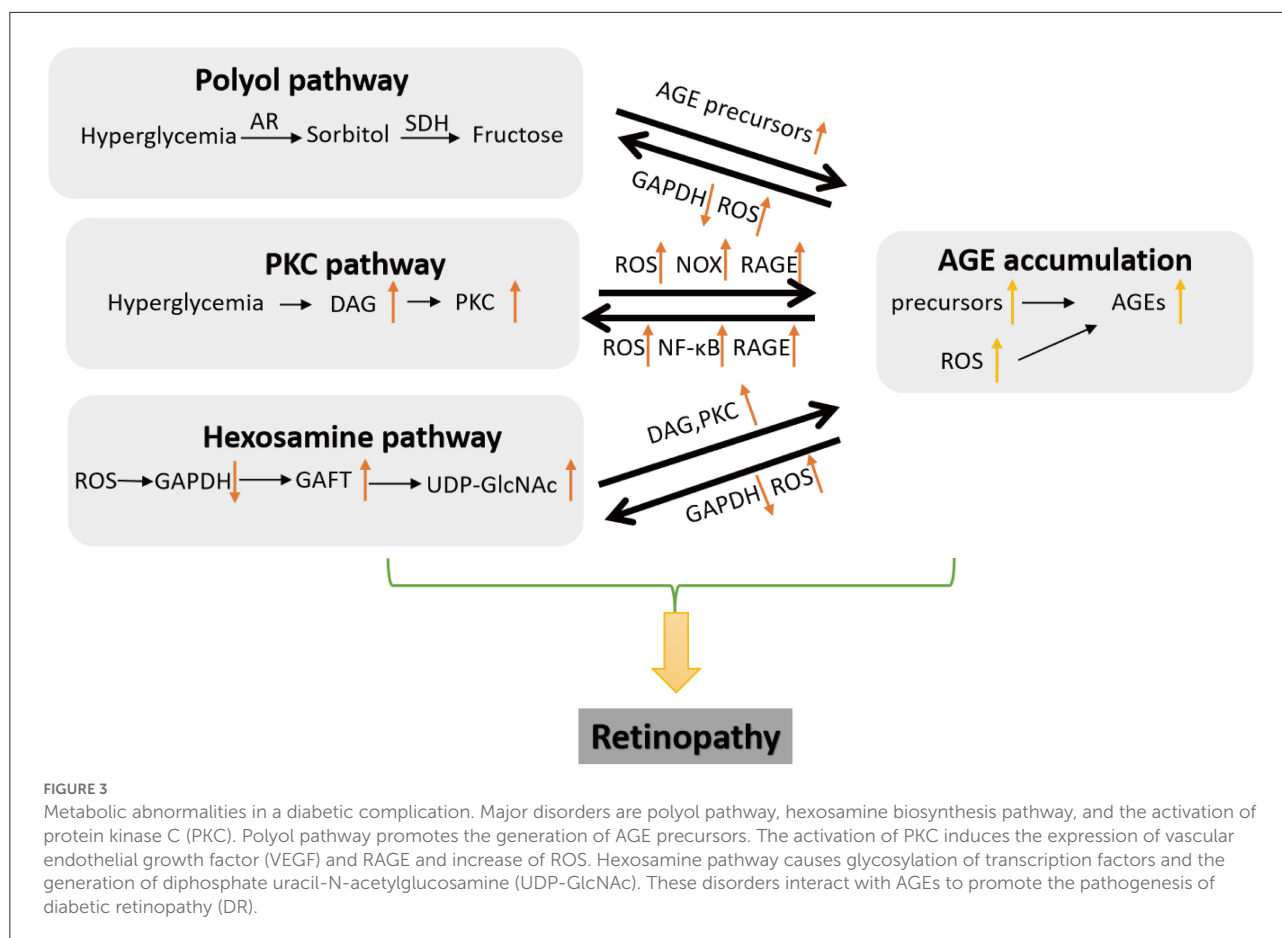 Polyol pathway
AR
SDH
Hyperglycemia Sorbitol Fructose
AGE precursors
GAPDH ROS
PKC pathway
Hyperglycemia DAG PKC
ROS NOX RAGE
ROS NF-κB RAGE
AGE accumulation
precursors AGEs
ROS
Hexosamine pathway
ROS GAPDH GAFT UDP-GlcNAc
DAG,PKC
GAPDH ROS
Retinopathy
FIGURE 3
Metabolic abnormalities in a diabetic complication. Major disorders are polyol pathway, hexosamine biosynthesis pathway, and the activation of
protein kinase C (PKC). Polyol pathway promotes the generation of AGE precursors. The activation of PKC induces the expression of vascular
endothelial growth factor (VEGF) and RAGE and increase of ROS. Hexosamine pathway causes glycosylation of transcription factors and the
generation of diphosphate uracil-N-acetylglucosamine (UDP-GlcNAc). These disorders interact with AGEs to promote the pathogenesis of
diabetic retinopathy (DR).